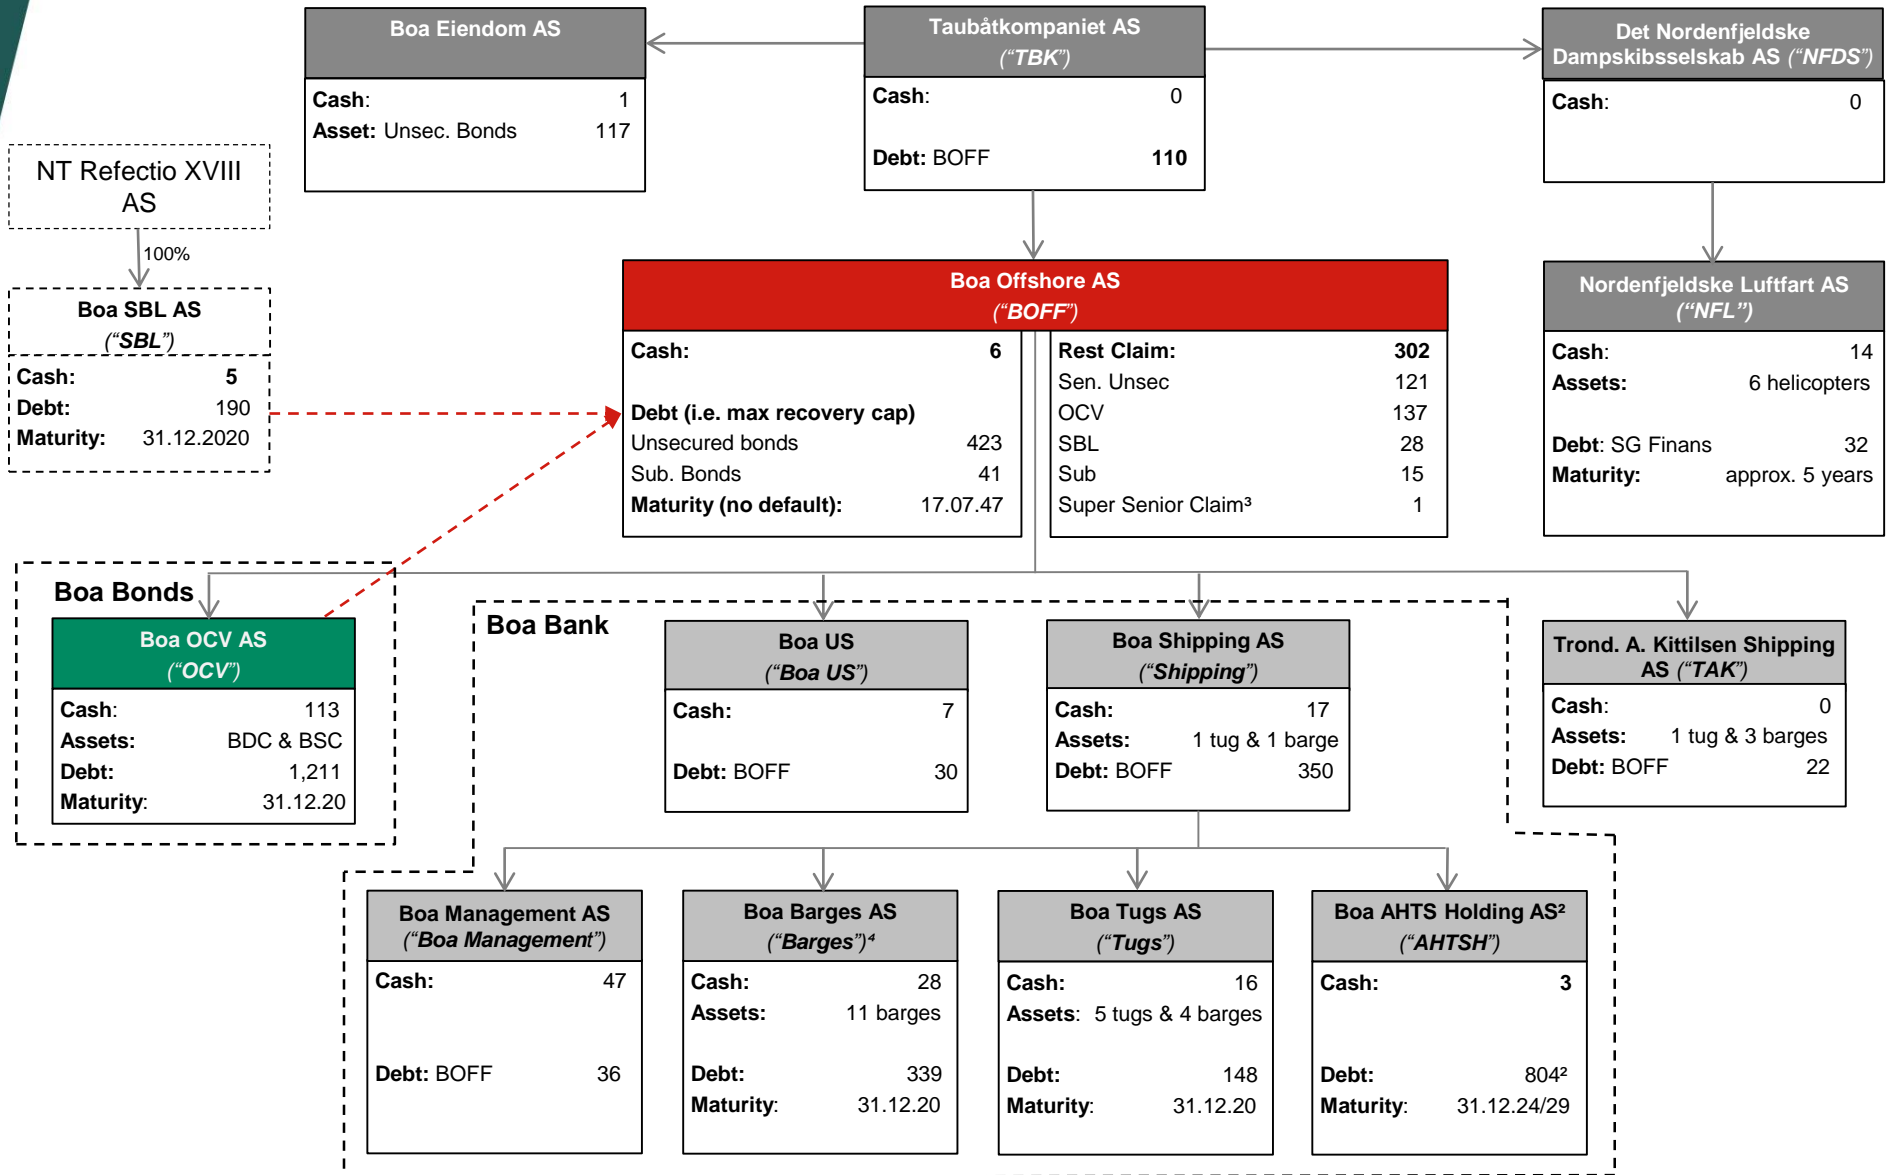 Boa Eiendom AS
Cash: 1
Asset: Unsec. Bonds 117
Taubåtkompaniet AS
(“TBK”)
Cash: 0
Debt: BOFF 110
Det Nordenfjeldske
Dampskibsselskab AS (“NFDS”)
Cash: 0
NT Refectio XVIII
AS
100%
Boa SBL AS
(“SBL”)
Cash: 5
Debt: 190
Maturity: 31.12.2020
Boa Offshore AS
(“BOFF”)
Cash: 6
Debt (i.e. max recovery cap)
Unsecured bonds 423
Sub. Bonds 41
Maturity (no default): 17.07.47
Rest Claim: 302
Sen. Unsec 121
OCV 137
SBL 28
Sub 15
Super Senior Claim³ 1
Nordenfjeldske Luftfart AS
(“NFL”)
Cash: 14
Assets: 6 helicopters
Debt: SG Finans 32
Maturity: approx. 5 years
Boa Bonds
Boa OCV AS
(“OCV”)
Cash: 113
Assets: BDC & BSC
Debt: 1,211
Maturity: 31.12.20
Boa Bank
Boa US
(“Boa US”)
Cash: 7
Debt: BOFF 30
Boa Shipping AS
(“Shipping”)
Cash: 17
Assets: 1 tug & 1 barge
Debt: BOFF 350
Trond. A. Kittilsen Shipping
AS (“TAK”)
Cash: 0
Assets: 1 tug & 3 barges
Debt: BOFF 22
Boa Management AS
(“Boa Management”)
Cash: 47
Debt: BOFF 36
Boa Barges AS
(“Barges”)⁴
Cash: 28
Assets: 11 barges
Debt: 339
Maturity: 31.12.20
Boa Tugs AS
(“Tugs”)
Cash: 16
Assets: 5 tugs & 4 barges
Debt: 148
Maturity: 31.12.20
Boa AHTS Holding AS²
(“AHTSH”)
Cash: 3
Debt: 804²
Maturity: 31.12.24/29